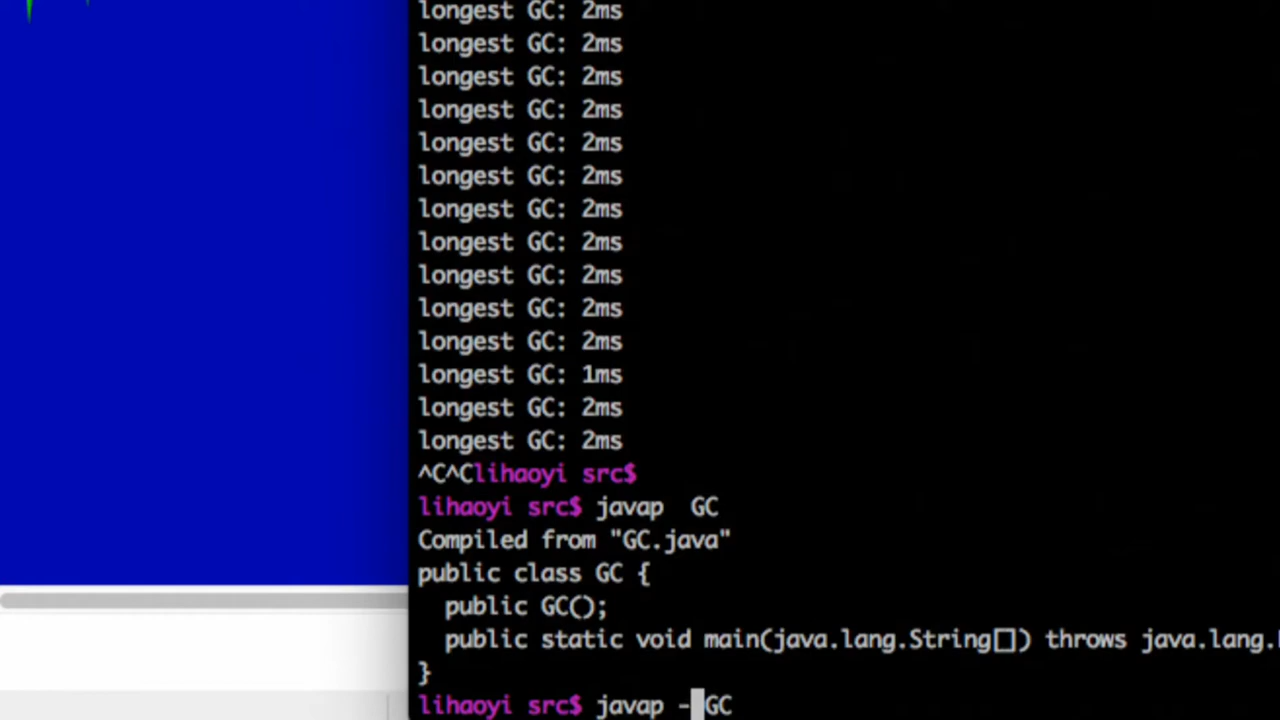 longest GC: 2ms
longest GC: 2ms
longest GC: 2ms
longest GC: 2ms
longest GC: 2ms
longest GC: 2ms
longest GC: 2ms
longest GC: 2ms
longest GC: 2ms
longest GC: 2ms
longest GC: 2ms
longest GC: 1ms
longest GC: 2ms
longest GC: 2ms
^C^Clihaoyi src$
lihaoyi src$ javap  GC
Compiled from "GC.java"
public class GC {
  public GC();
  public static void main(java.lang.String[]) throws java.lang.
}
lihaoyi src$ javap - GC